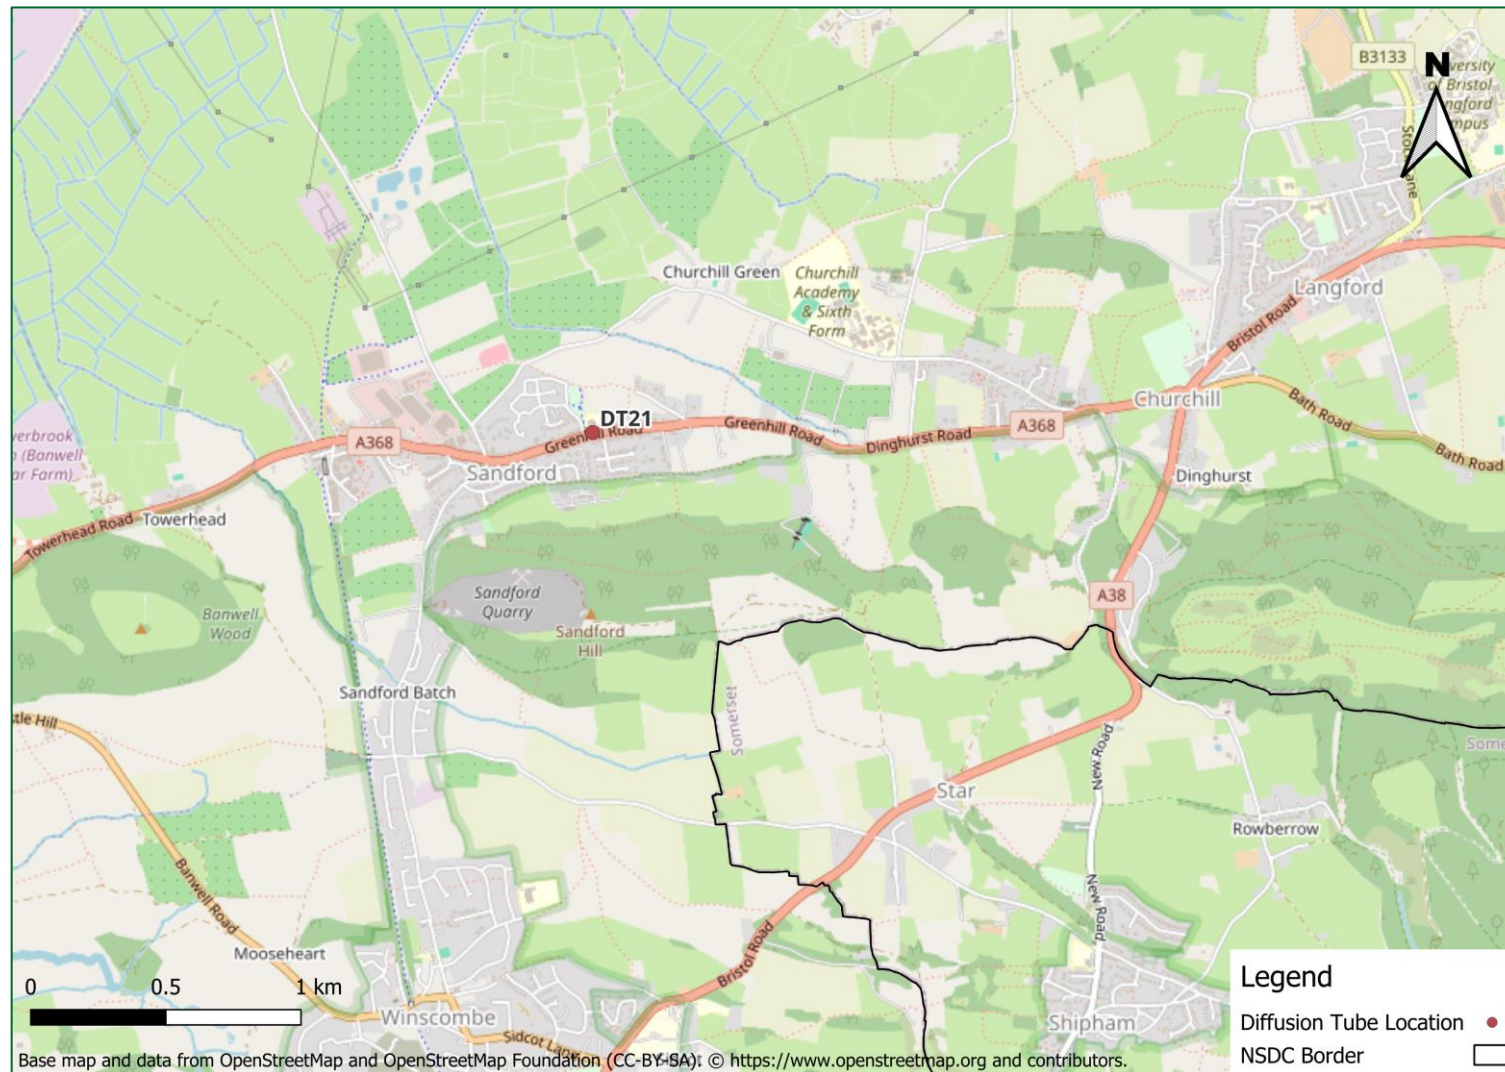 B3133
N
Stock Lane
Churchill Green
Churchill
Academy
& Sixth
Form
Langford
Bristol Road
DT21
A368
Greenhill Road
Greenhill Road
Dinghurst Road
A368
Churchill
Bath Road
Bath Road
Sandford
Dinghurst
Towerhead Road
Towerhead
Banwell
Wood
Sandford
Quarry
Sandford
Hill
A38
Sandford Batch
Somerset
tle Hill
New Road
Star
Rowberrow
Banwell Road
New Road
Mooseheart
Bristol Road
Winscombe
Sidcot Lane
Shipham
0 0.5 1 km
Legend
Diffusion Tube Location
NSDC Border
Base map and data from OpenStreetMap and OpenStreetMap Foundation (CC-BY-SA). © https://www.openstreetmap.org and contributors.